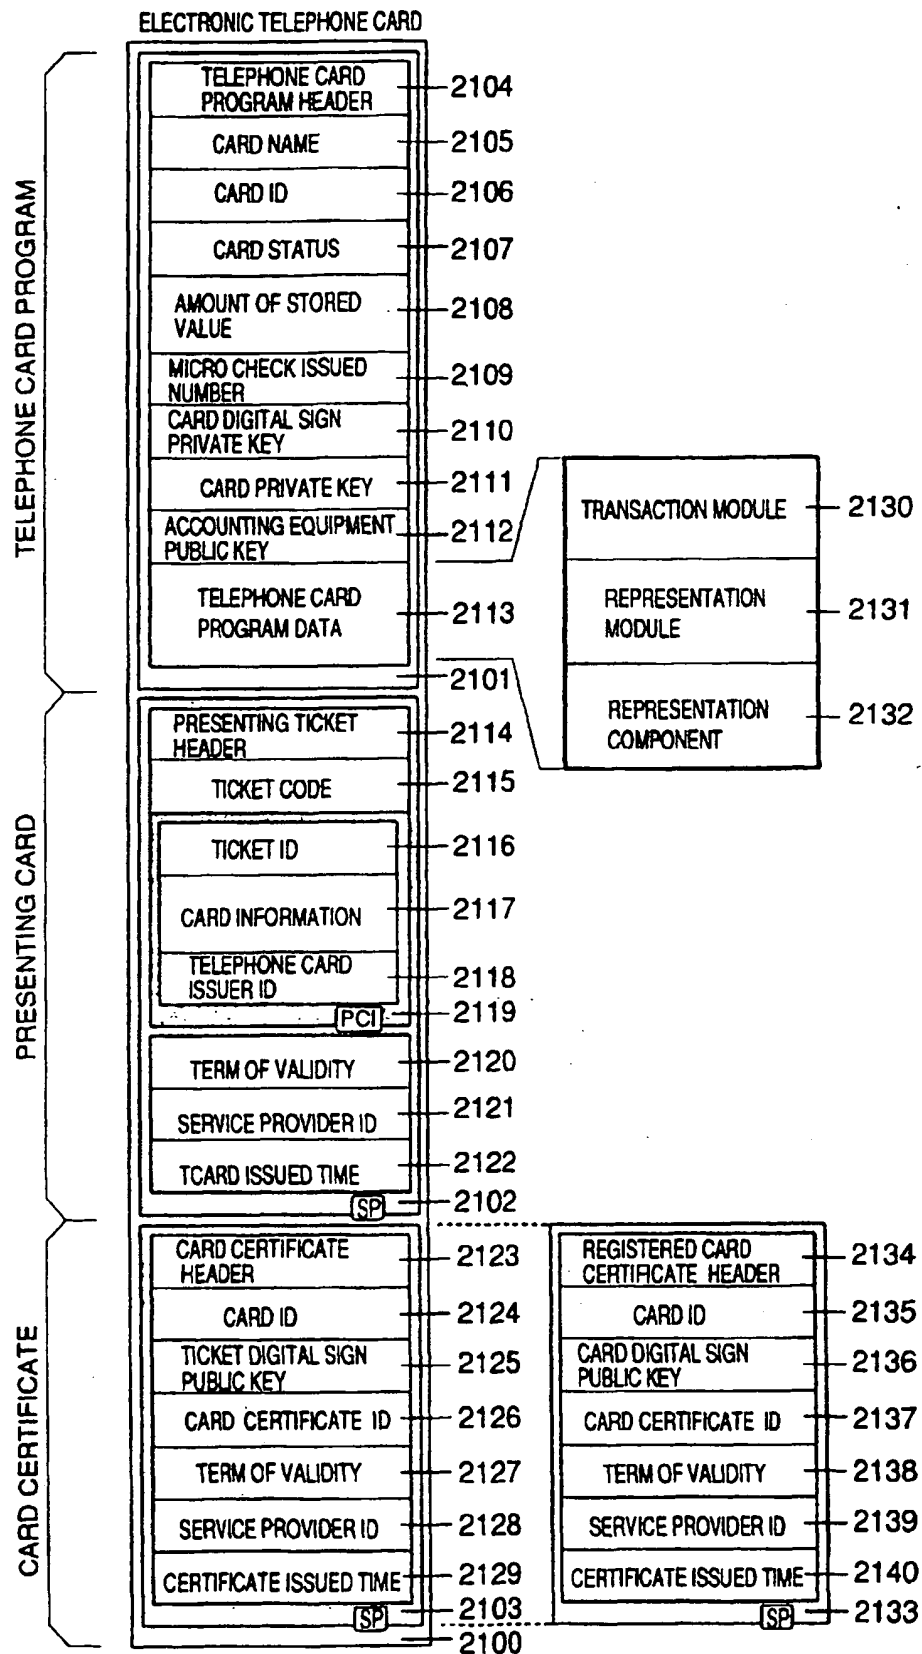 ELECTRONIC TELEPHONE CARD
TELEPHONE CARD PROGRAM
TELEPHONE CARD
PROGRAM HEADER
2104
CARD NAME
2105
CARD ID
2106
CARD STATUS
2107
AMOUNT OF STORED
VALUE
2108
MICRO CHECK ISSUED
NUMBER
2109
CARD DIGITAL SIGN
PRIVATE KEY
2110
CARD PRIVATE KEY
2111
ACCOUNTING EQUIPMENT
PUBLIC KEY
2112
TELEPHONE CARD
PROGRAM DATA
2113
2101
TRANSACTION MODULE
2130
REPRESENTATION
MODULE
2131
REPRESENTATION
COMPONENT
2132
PRESENTING CARD
PRESENTING TICKET
HEADER
2114
TICKET CODE
2115
TICKET ID
2116
CARD INFORMATION
2117
TELEPHONE CARD
ISSUER ID
2118
PCI
2119
TERM OF VALIDITY
2120
SERVICE PROVIDER ID
2121
TCARD ISSUED TIME
2122
SP
2102
CARD CERTIFICATE
CARD CERTIFICATE
HEADER
2123
CARD ID
2124
TICKET DIGITAL SIGN
PUBLIC KEY
2125
CARD CERTIFICATE ID
2126
TERM OF VALIDITY
2127
SERVICE PROVIDER ID
2128
CERTIFICATE ISSUED TIME
2129
SP
2103
2100
REGISTERED CARD
CERTIFICATE HEADER
2134
CARD ID
2135
CARD DIGITAL SIGN
PUBLIC KEY
2136
CARD CERTIFICATE ID
2137
TERM OF VALIDITY
2138
SERVICE PROVIDER ID
2139
CERTIFICATE ISSUED TIME
2140
SP
2133